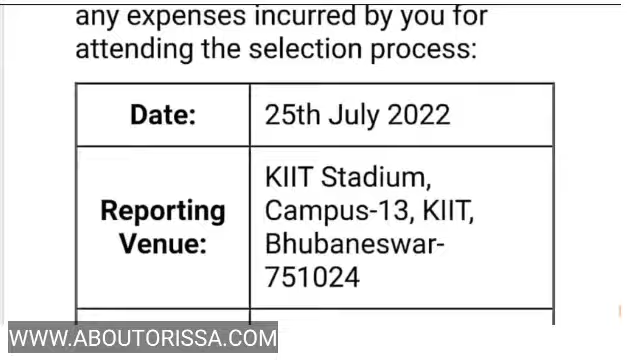 any expenses incurred by you for
attending the selection process:
Date:
25th July 2022
Reporting
Venue:
KIIT Stadium,
Campus-13, KIIT,
Bhubaneswar-
751024
WWW.ABOUTORISSA.COM